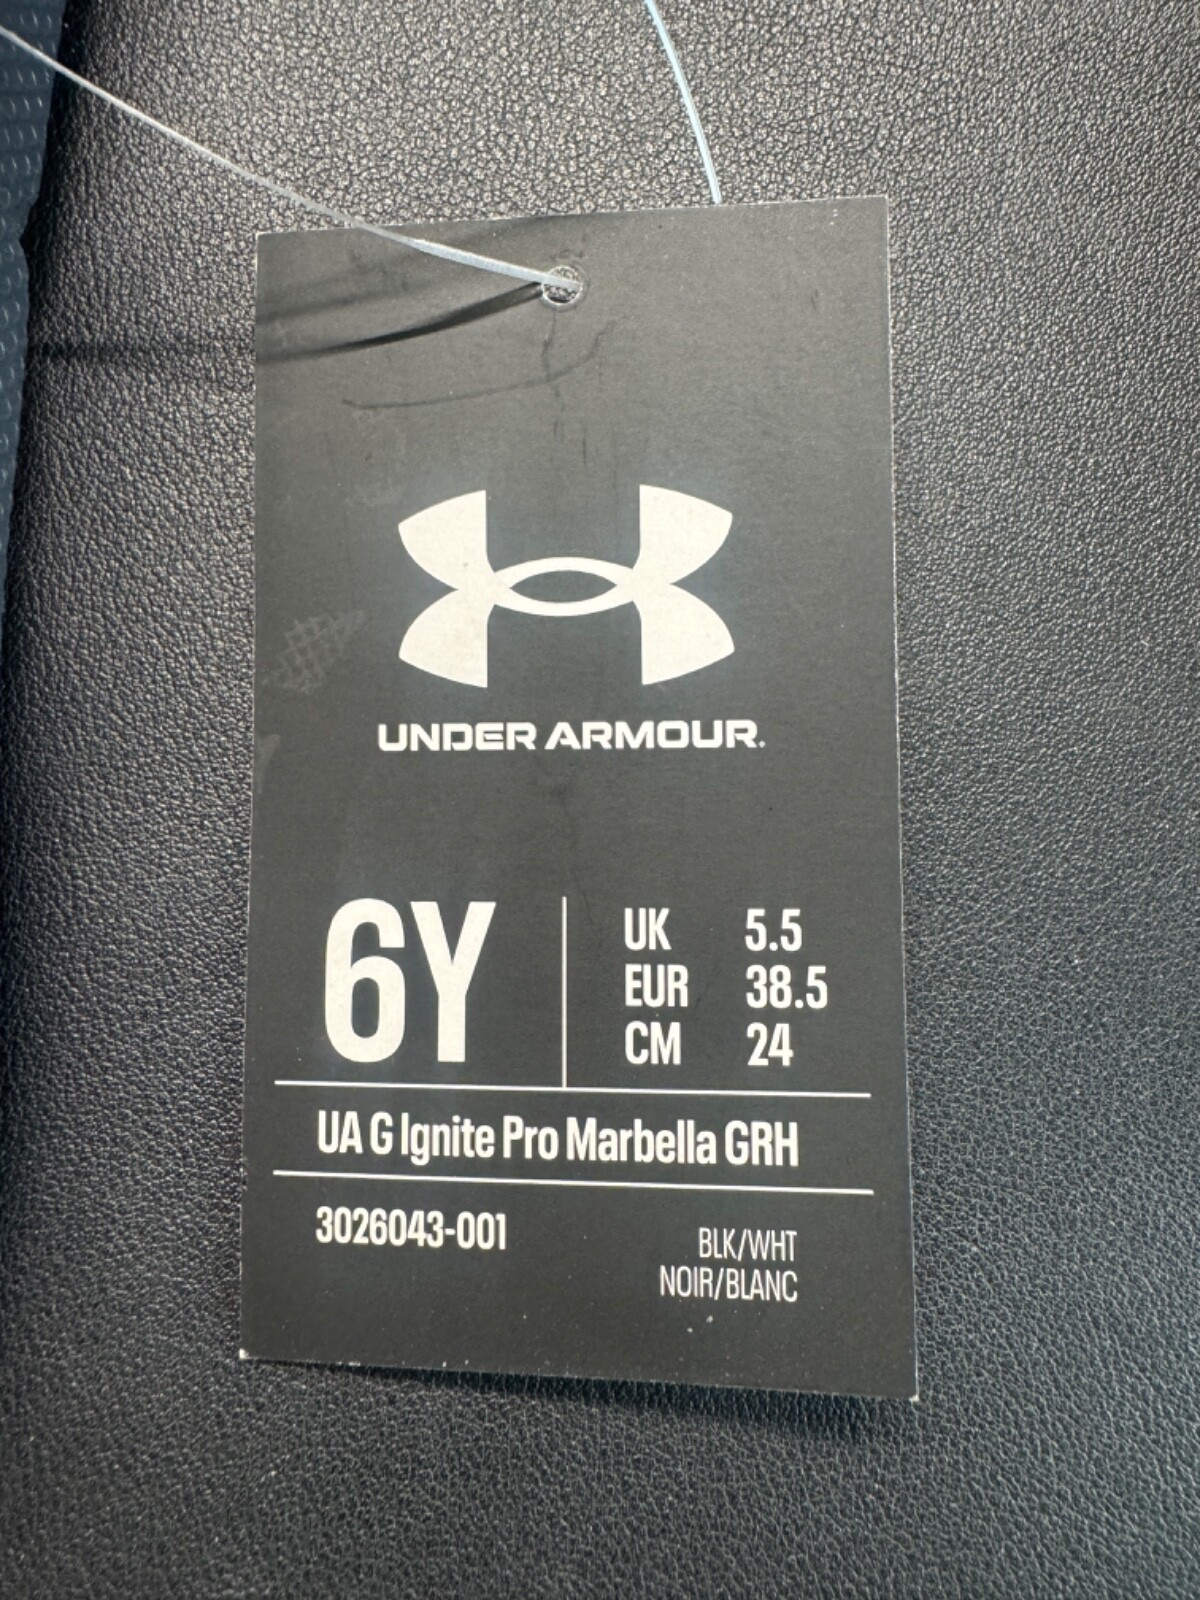 UNDER ARMOUR.
6Y
UK 5.5
EUR 38.5
CM 24
UA G Ignite Pro Marbella GRH
3026043-001
BLK/WHT
NOIR/BLANC